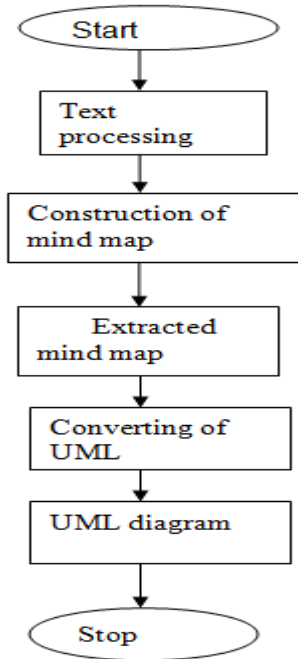 Start
Text
processing
Construction of
mind map
Extracted
mind map
Converting of
UML
UML diagram
Stop